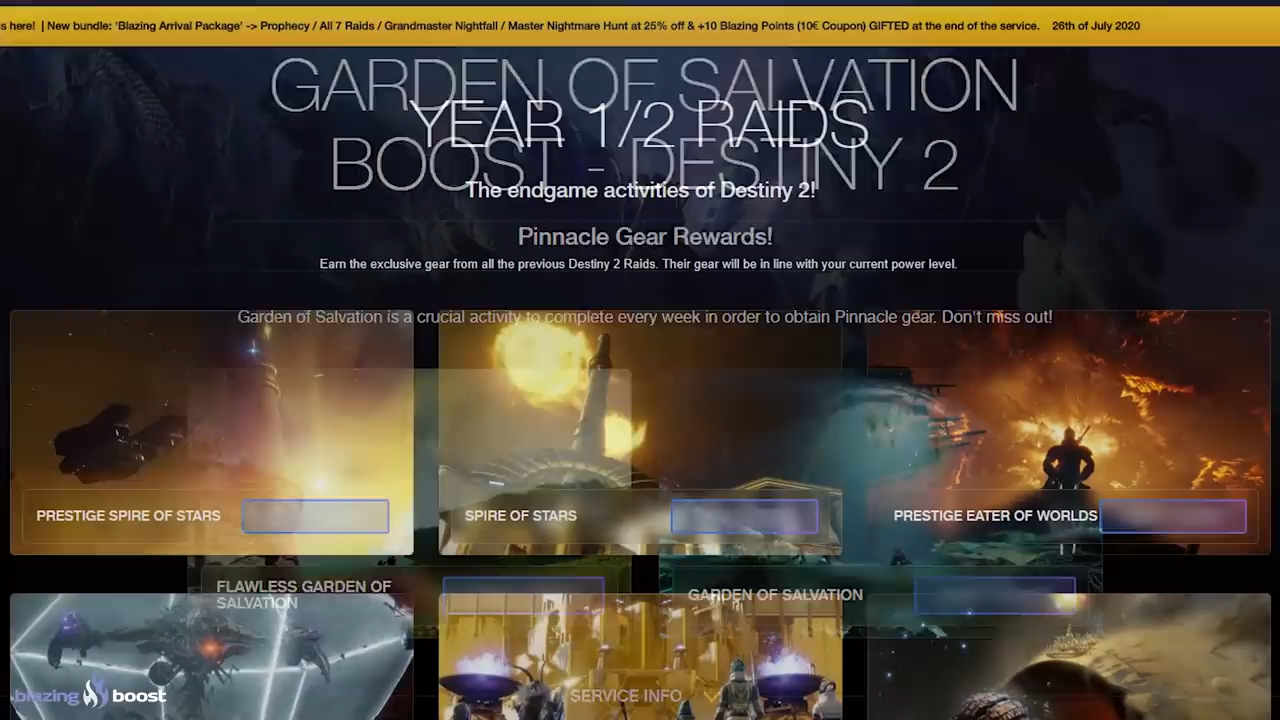 s here! | New bundle: 'Blazing Arrival Package' -> Prophecy / All 7 Raids / Grandmaster Nightfall / Master Nightmare Hunt at 25% off & +10 Blazing Points (10€ Coupon) GIFTED at the end of the service. 26th of July 2020
GARDEN OF SALVATION
YEAR 1/2 RAIDS
BOOST - DESTINY 2
The endgame activities of Destiny 2!
Pinnacle Gear Rewards!
Earn the exclusive gear from all the previous Destiny 2 Raids. Their gear will be in line with your current power level.
Garden of Salvation is a crucial activity to complete every week in order to obtain Pinnacle gear. Don't miss out!
PRESTIGE SPIRE OF STARS
SPIRE OF STARS
PRESTIGE EATER OF WORLDS
FLAWLESS GARDEN OF
SALVATION
GARDEN OF SALVATION
SERVICE INFO
blazing boost